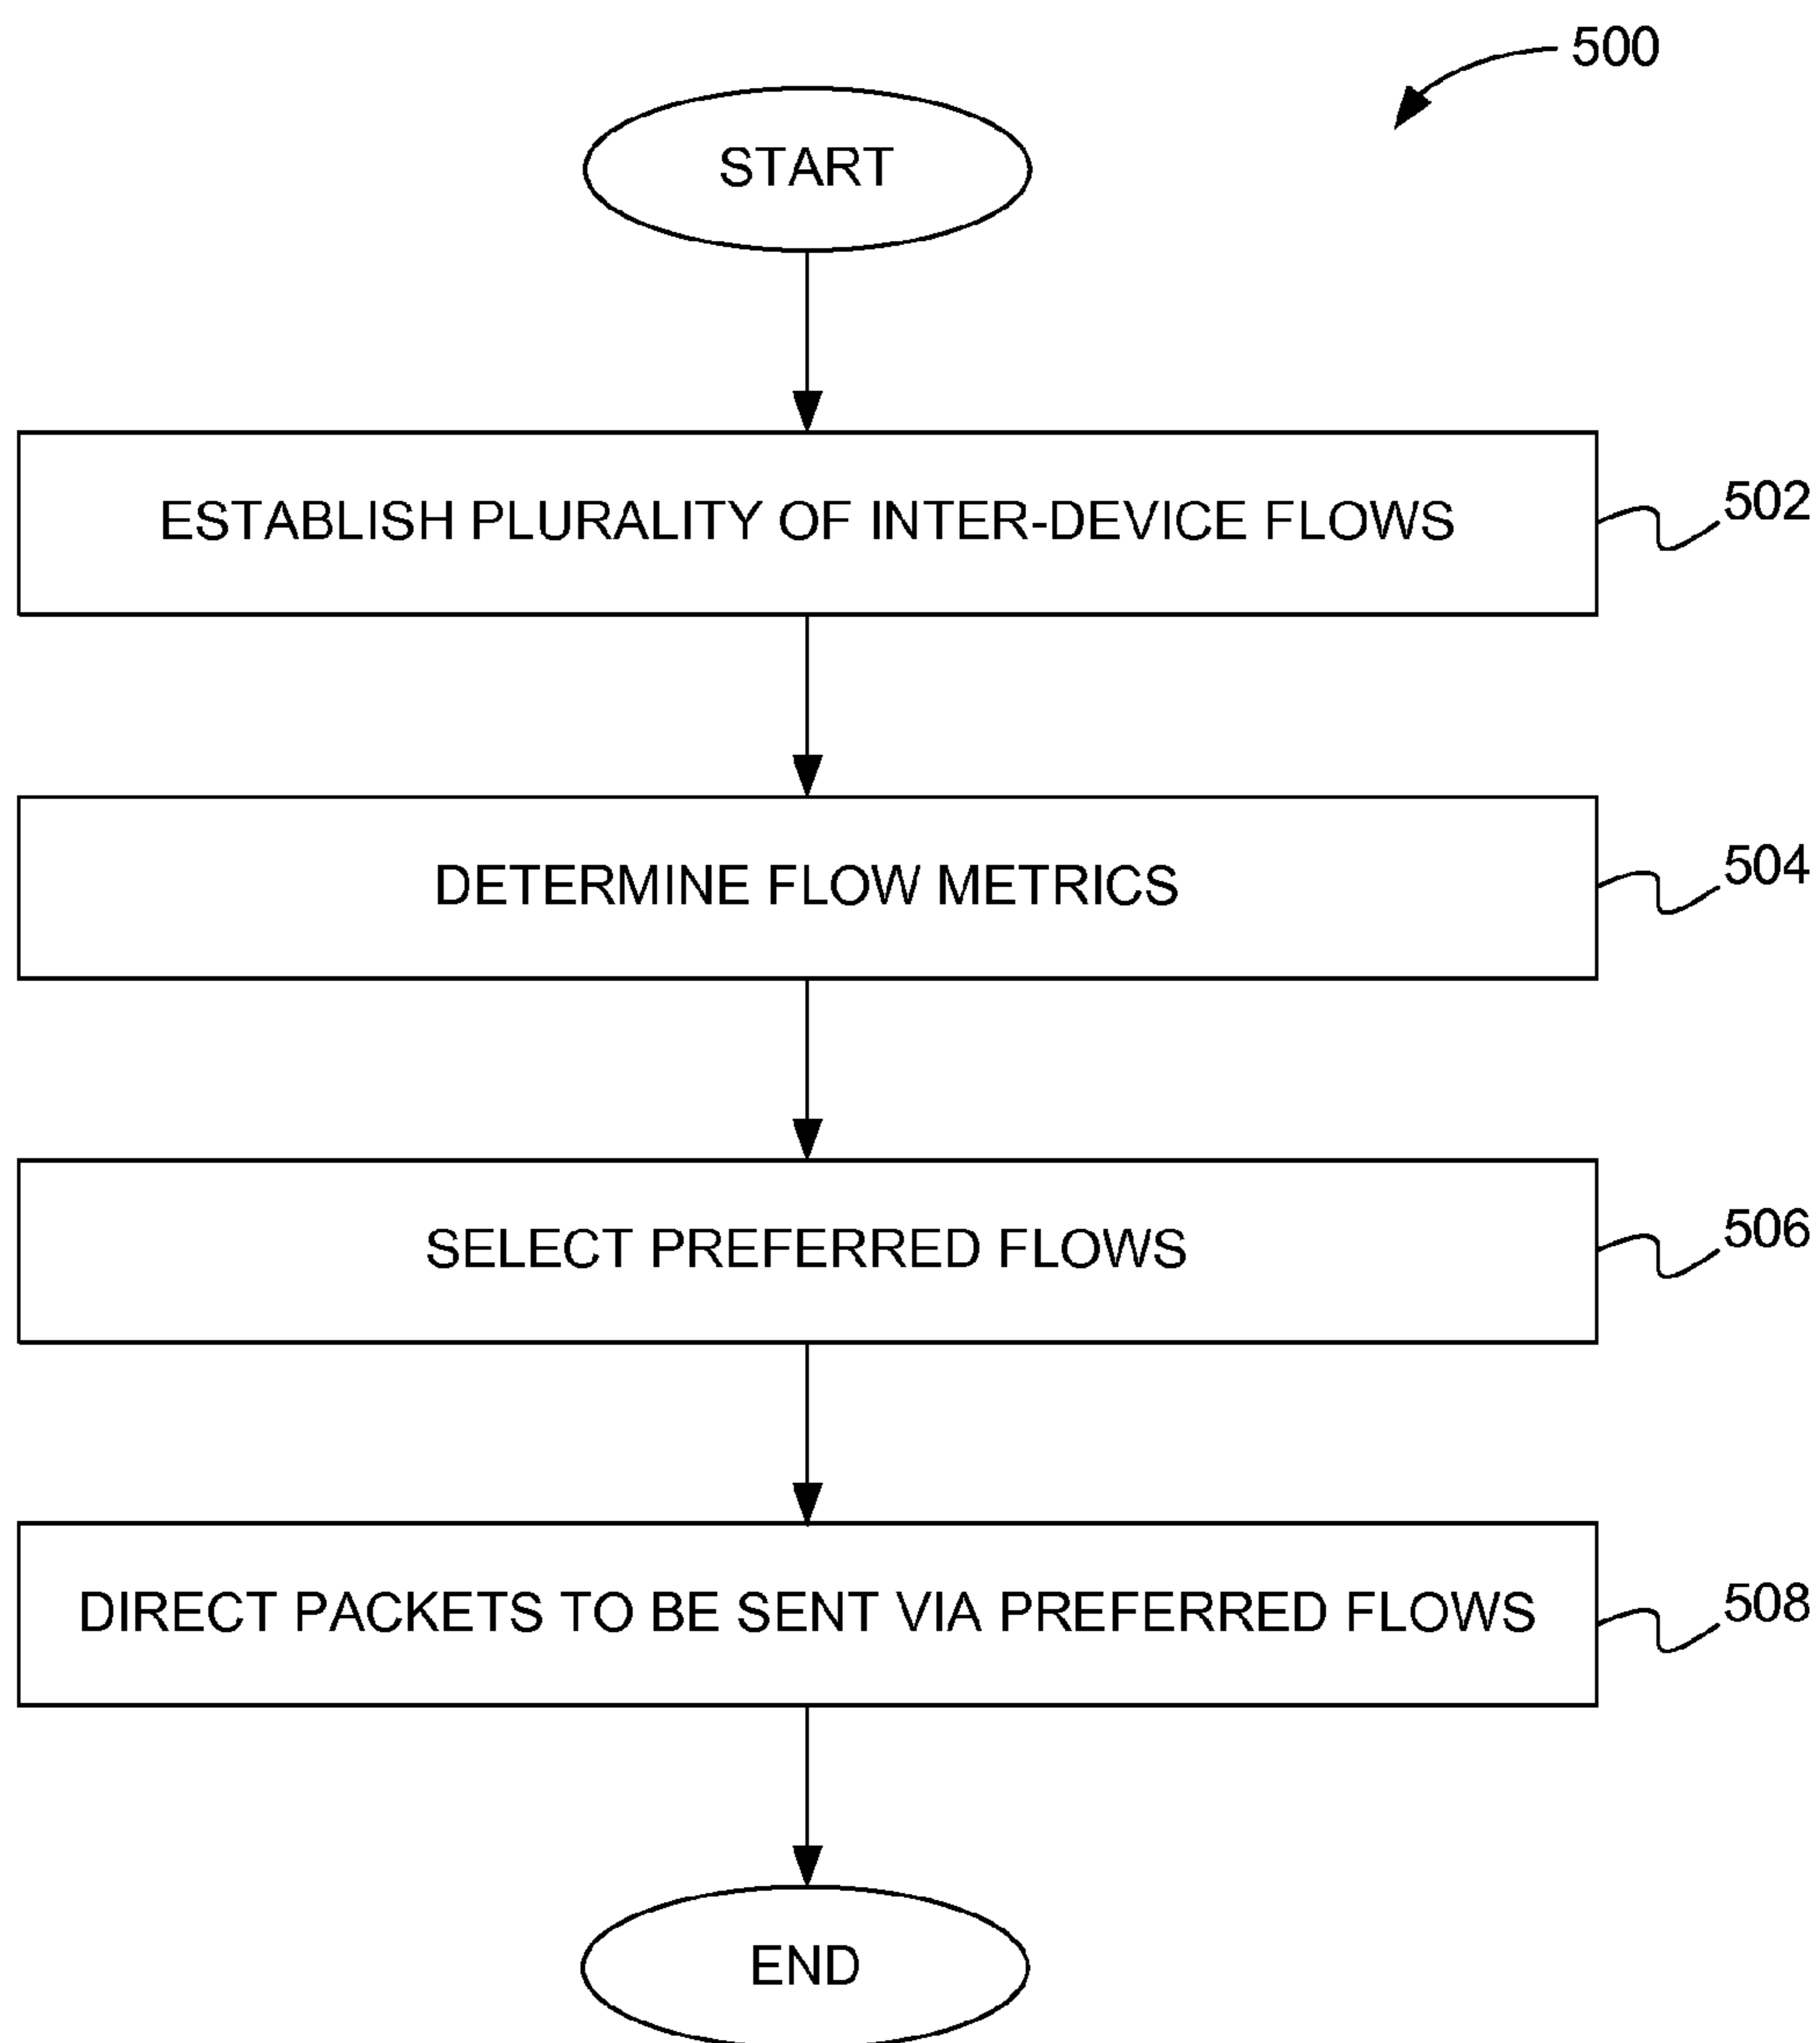 500
START
ESTABLISH PLURALITY OF INTER-DEVICE FLOWS
502
DETERMINE FLOW METRICS
504
SELECT PREFERRED FLOWS
506
DIRECT PACKETS TO BE SENT VIA PREFERRED FLOWS
508
END